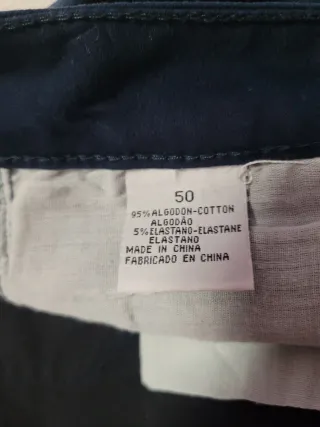 50
95%ALGODON-COTTON
ALGODÃO
5%ELASTANO-ELASTANE
ELASTANO
MADE IN CHINA
FABRICADO EN CHINA